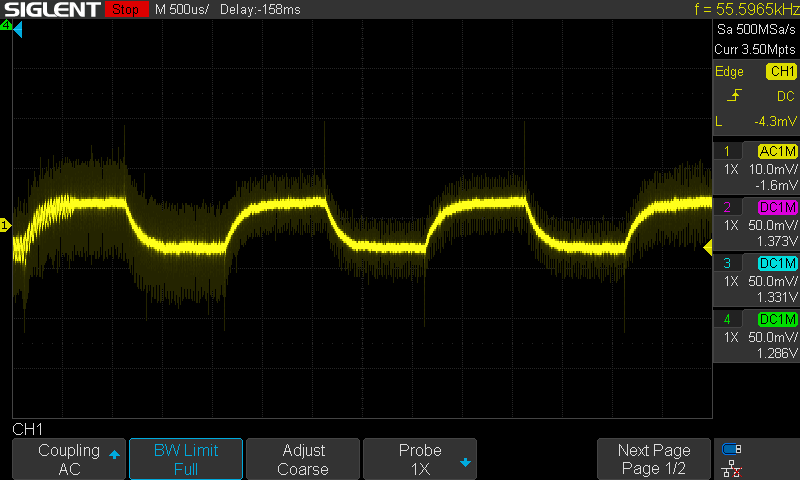 SIGLENT Stop M 500us/ Delay:-158ms f = 55.5965kHz
Sa 500MSa/s
Curr 3.50Mpts
Edge CH1
DC
L -4.3mV
1 AC1M
1X 10.0mV/
-1.6mV
2 DC1M
1X 50.0mV/
1.373V
3 DC1M
1X 50.0mV/
1.331V
4 DC1M
1X 50.0mV/
1.286V
4
1
CH1
Coupling
AC
BW Limit
Full
Adjust
Coarse
Probe
1X
Next Page
Page 1/2